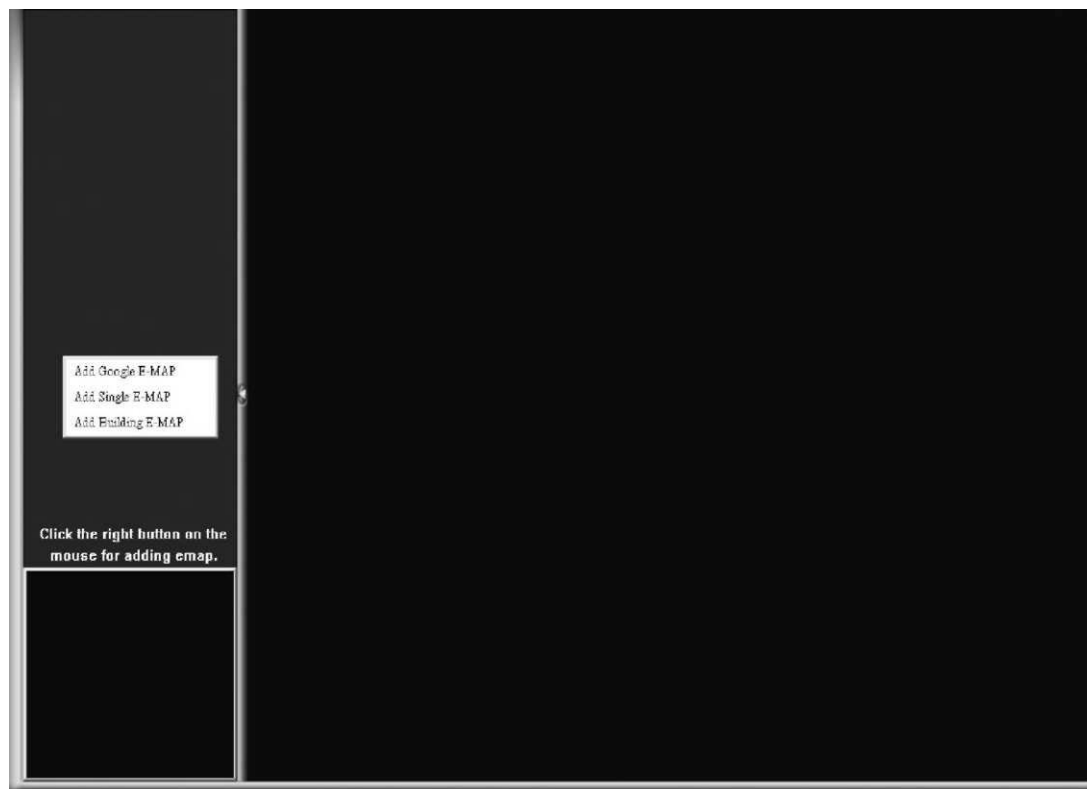 Add Google E-MAP
Add Single E-MAP
Add Building E-MAP
Click the right button on the
mouse for adding emap.